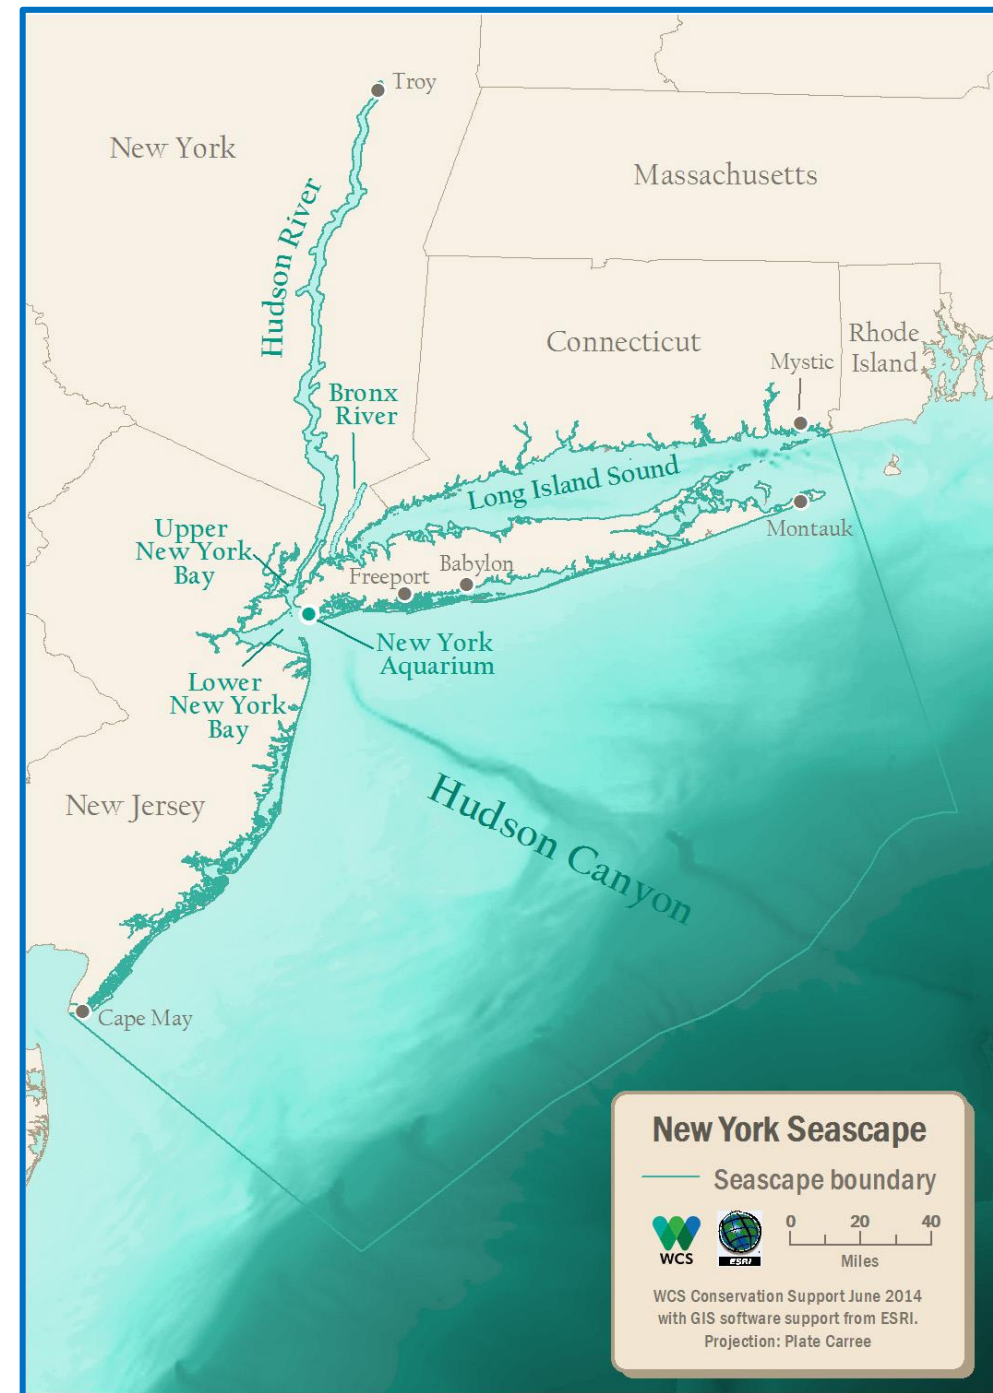 Troy
New York
Massachusetts
Hudson River
Connecticut
Rhode
Island
Mystic
Bronx
River
Long Island Sound
Upper
New York
Bay
Montauk
Freeport
Babylon
New York
Aquarium
Lower
New York
Bay
New Jersey
Hudson Canyon
Cape May
New York Seascape
Seascape boundary
WCS
ESRI
0 20 40
Miles
WCS Conservation Support June 2014
with GIS software support from ESRI.
Projection: Plate Carree